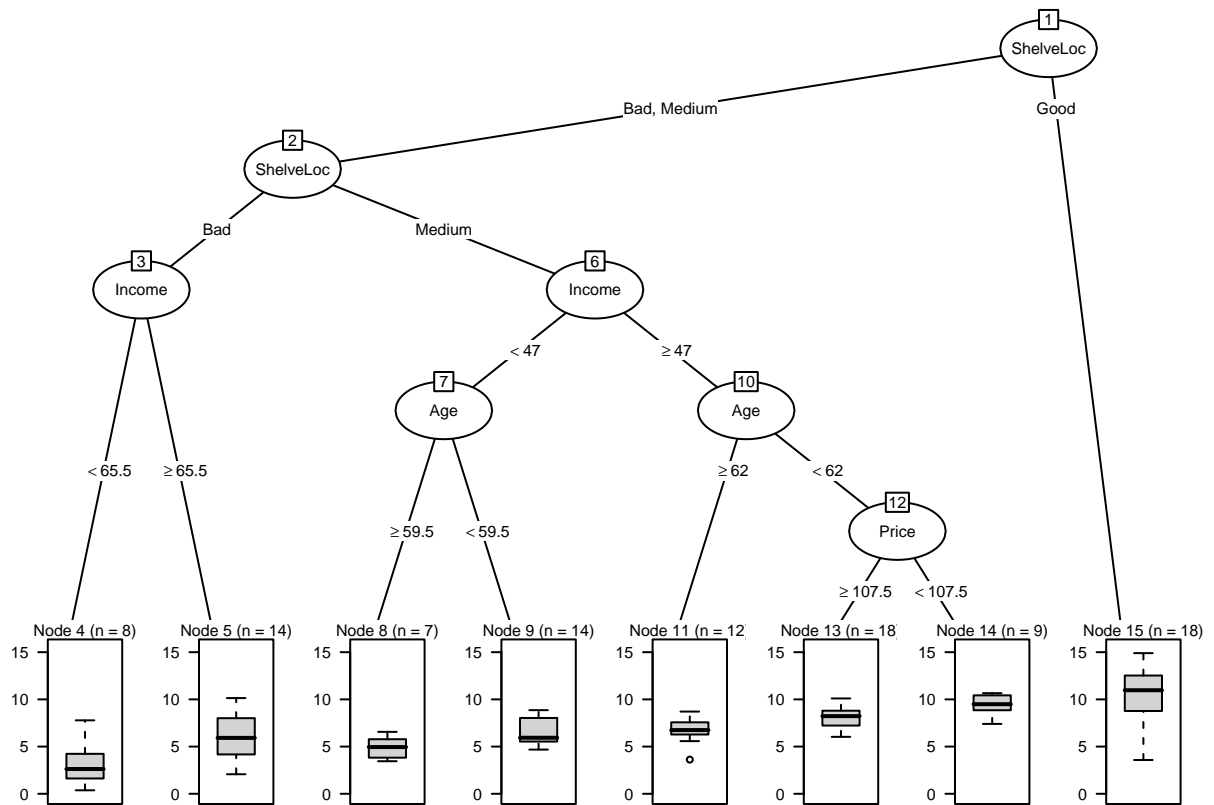 1
ShelveLoc
Bad, Medium
Good
2
ShelveLoc
Bad
Medium
3
Income
6
Income
< 47
≥ 47
7
Age
10
Age
< 65.5
≥ 65.5
≥ 62
< 62
12
Price
≥ 59.5
< 59.5
≥ 107.5
< 107.5
Node 4 (n = 8)
0
5
10
15
Node 5 (n = 14)
0
5
10
15
Node 8 (n = 7)
0
5
10
15
Node 9 (n = 14)
0
5
10
15
Node 11 (n = 12)
0
5
10
15
Node 13 (n = 18)
0
5
10
15
Node 14 (n = 9)
0
5
10
15
Node 15 (n = 18)
0
5
10
15